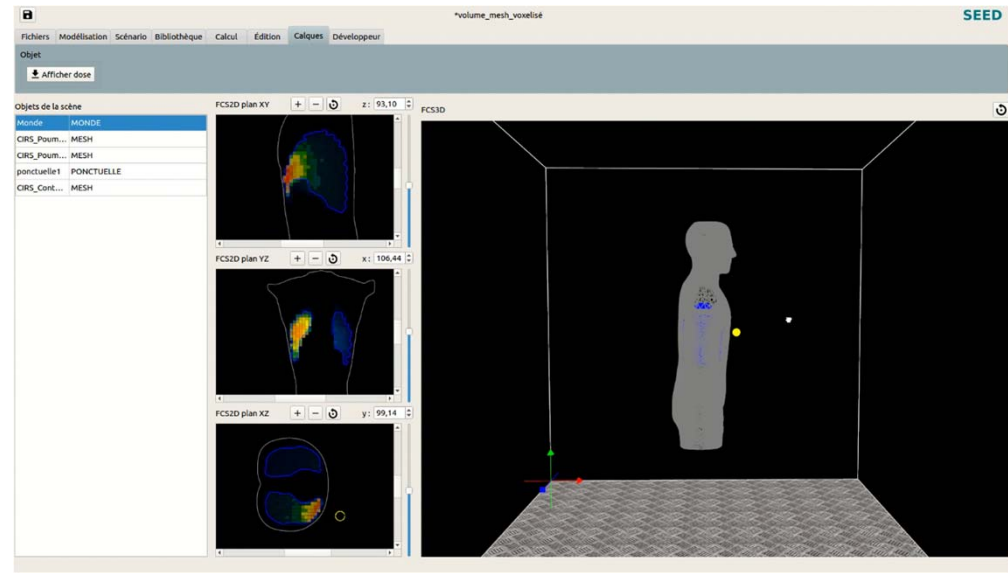 *volume_mesh_voxelisé
SEED
Fichiers Modélisation Scénario Bibliothèque Calcul Édition Calques Développeur
Objet
Afficher dose
Objets de la scène
Monde MONDE
CIRS_Poum... MESH
CIRS_Poum... MESH
ponctuelle1 PONCTUELLE
CIRS_Cont... MESH
FCS2D plan XY + − z: 93,10
FCS2D plan YZ + − x: 106,44
FCS2D plan XZ + − y: 99,14
FCS3D